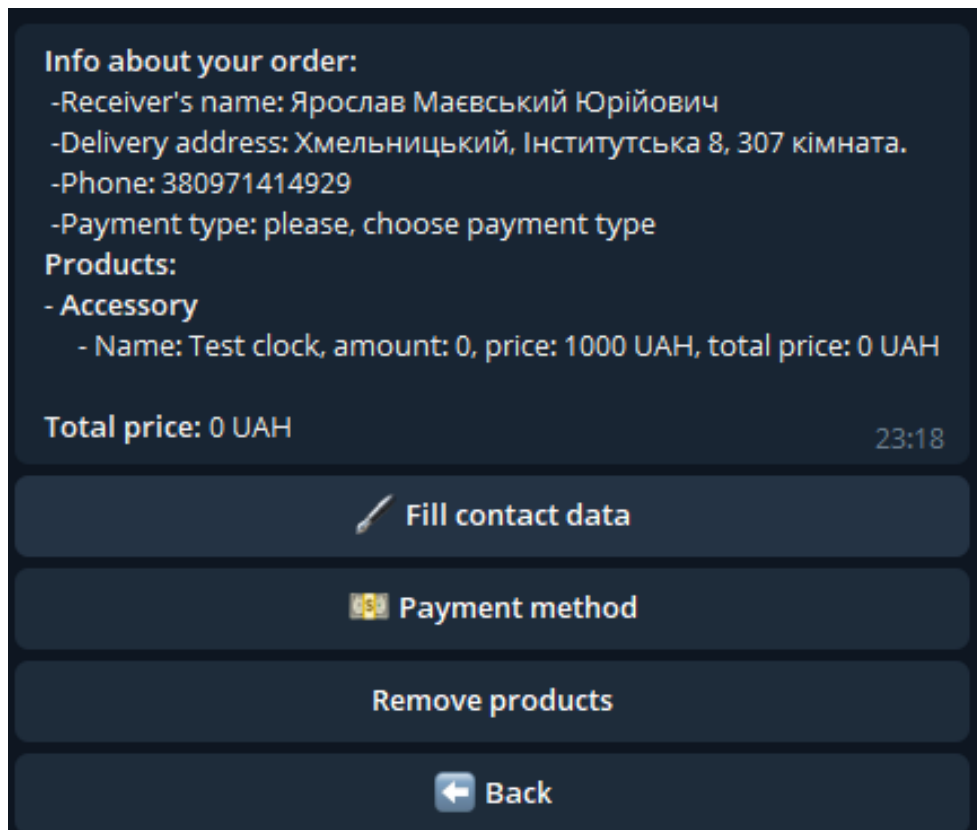 Info about your order:
-Receiver's name: Ярослав Маєвський Юрійович
-Delivery address: Хмельницький, Інститутська 8, 307 кімната.
-Phone: 380971414929
-Payment type: please, choose payment type
Products:
- Accessory
- Name: Test clock, amount: 0, price: 1000 UAH, total price: 0 UAH
Total price: 0 UAH
23:18
Fill contact data
Payment method
Remove products
Back